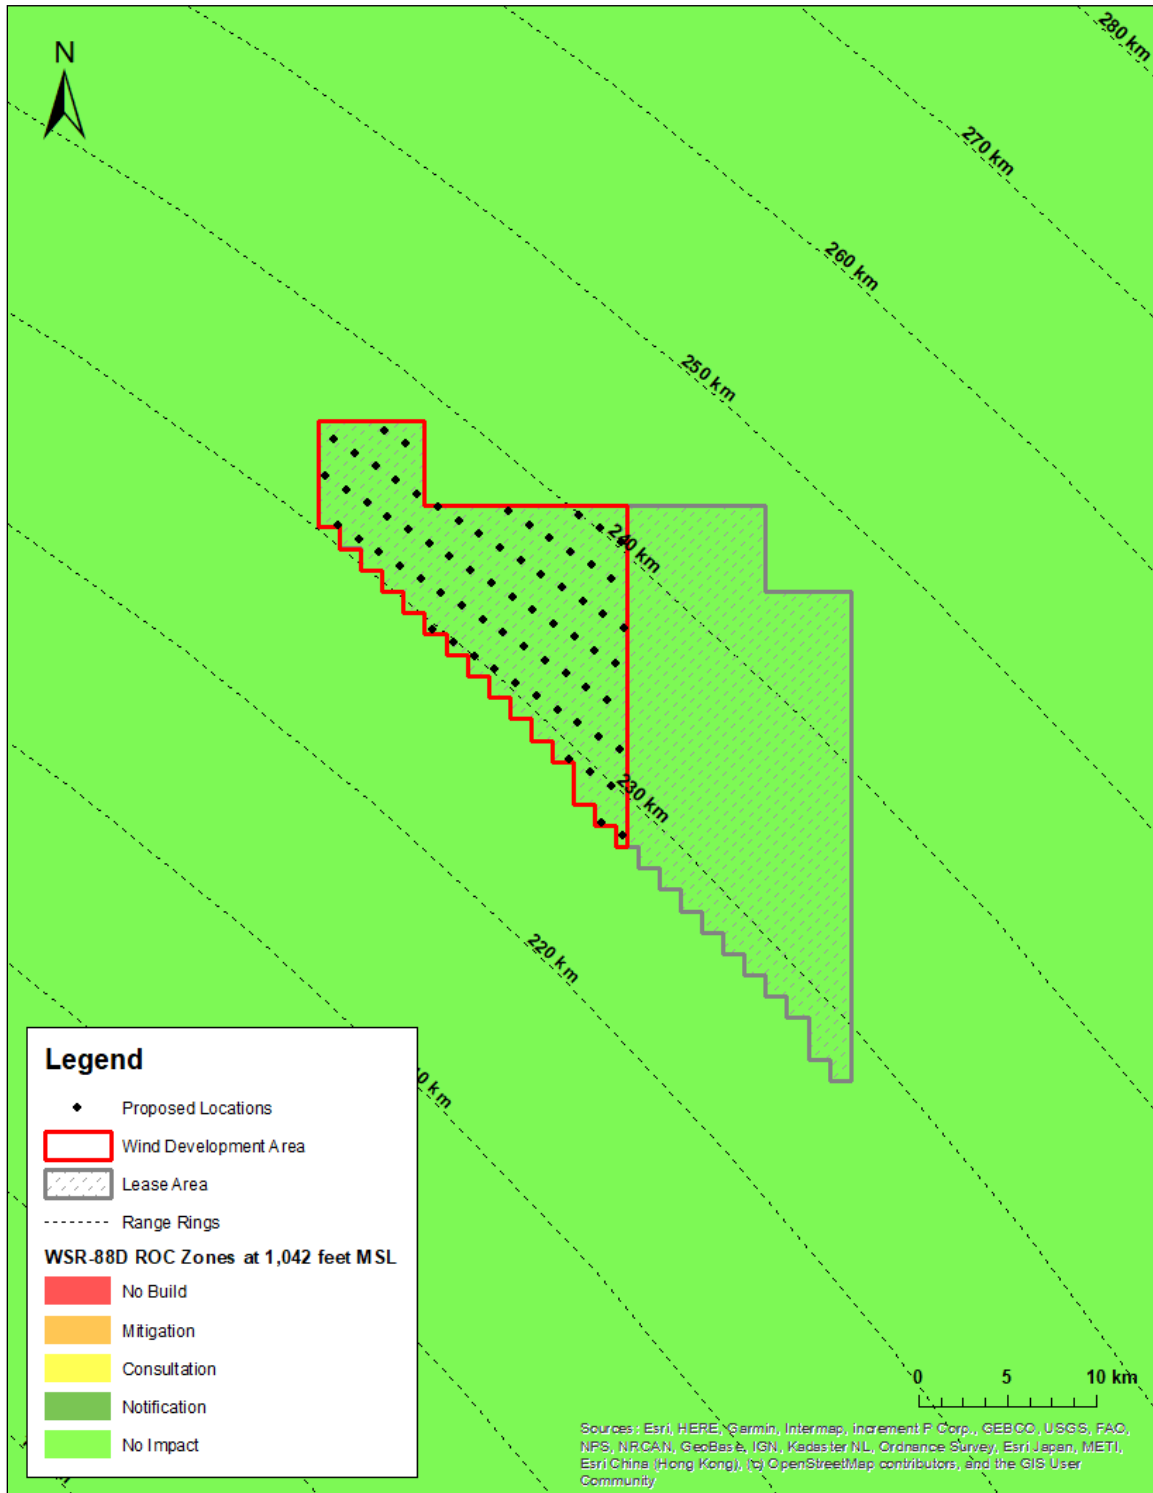 280 km
N
270 km
260 km
250 km
240 km
230 km
220 km
0 km
Legend
Proposed Locations
Wind Development Area
Lease Area
Range Rings
WSR-88D ROC Zones at 1,042 feet MSL
No Build
Mitigation
Consultation
Notification
No Impact
0 5 10 km
Sources: Esri, HERE, Garmin, Intermap, increment P Corp., GEBCO, USGS, FAO,
NPS, NRCAN, GeoBase, IGN, Kadaster NL, Ordnance Survey, Esri Japan, METI,
Esri China (Hong Kong), (c) OpenStreetMap contributors, and the GIS User
Community